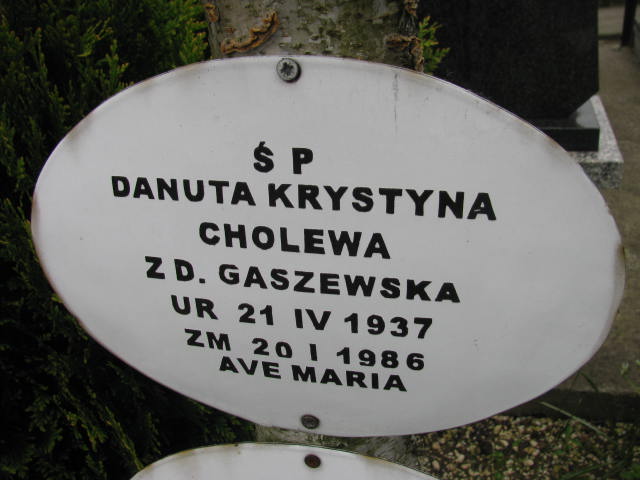 Ś P
DANUTA KRYSTYNA
CHOLEWA
Z D. GASZEWSKA
UR 21 IV 1937
ZM 20 I 1986
AVE MARIA